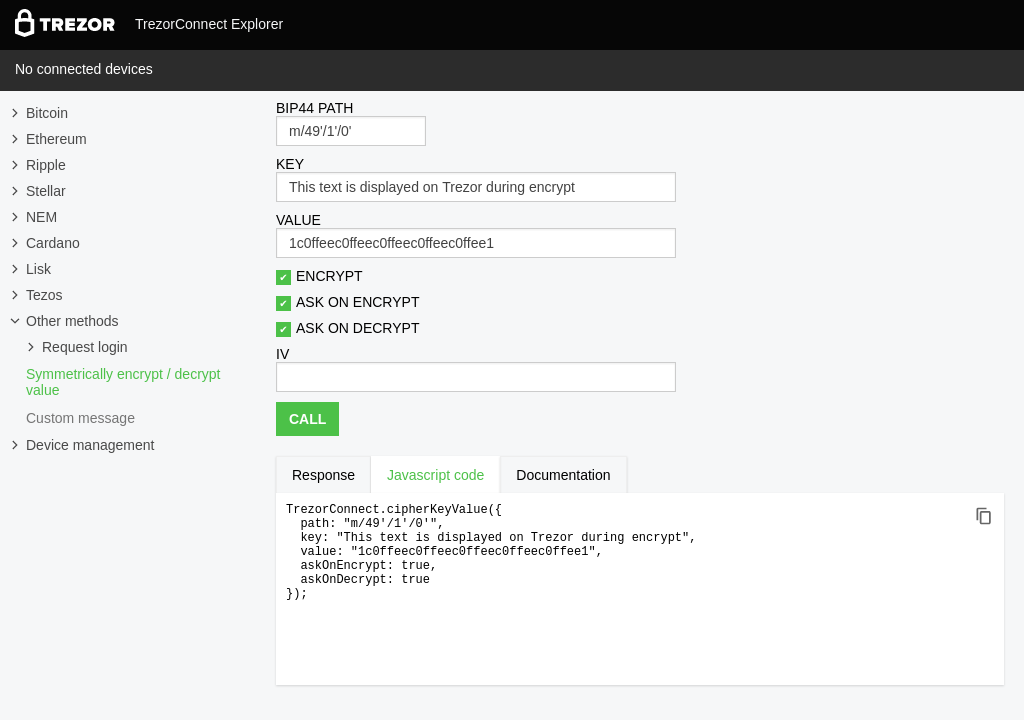 TREZOR TrezorConnect Explorer
No connected devices
Bitcoin
Ethereum
Ripple
Stellar
NEM
Cardano
Lisk
Tezos
Other methods
Request login
Symmetrically encrypt / decrypt
value
Custom message
Device management
BIP44 PATH
m/49'/1'/0'
KEY
This text is displayed on Trezor during encrypt
VALUE
1c0ffeec0ffeec0ffeec0ffeec0ffee1
ENCRYPT
ASK ON ENCRYPT
ASK ON DECRYPT
IV
CALL
Response Javascript code Documentation
TrezorConnect.cipherKeyValue({
  path: "m/49'/1'/0'",
  key: "This text is displayed on Trezor during encrypt",
  value: "1c0ffeec0ffeec0ffeec0ffeec0ffee1",
  askOnEncrypt: true,
  askOnDecrypt: true
});